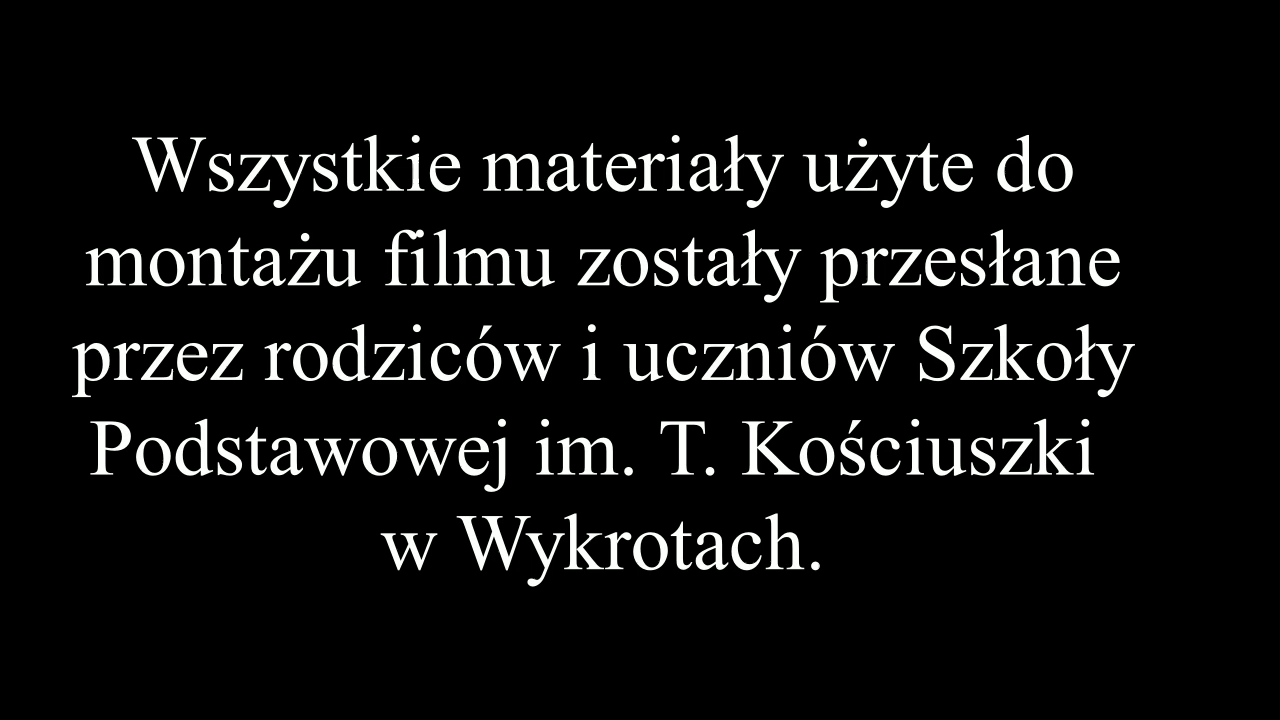 Wszystkie materiały użyte do
montażu filmu zostały przesłane
przez rodziców i uczniów Szkoły
Podstawowej im. T. Kościuszki
w Wykrotach.